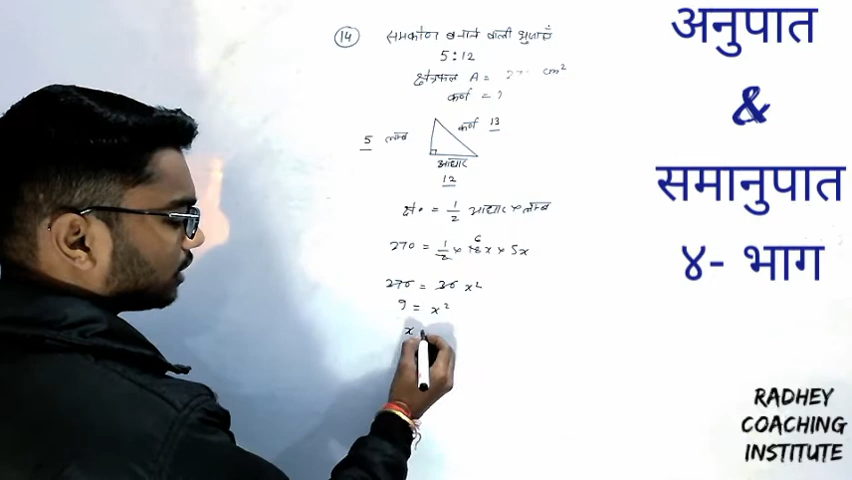 (14) समकोण बनाने वाली भुजाएँ
5:12
क्षेत्रफल A = 270 cm²
कर्ण = ?
5 लम्ब
कर्ण 13
आधार
12
क्षे० = 1/2 आधार × लम्ब
270 = 1/2 × 12x × 5x
6
270 = 30 x²
9 = x²
x
अनुपात
&
समानुपात
४- भाग
RADHEY
COACHING
INSTITUTE